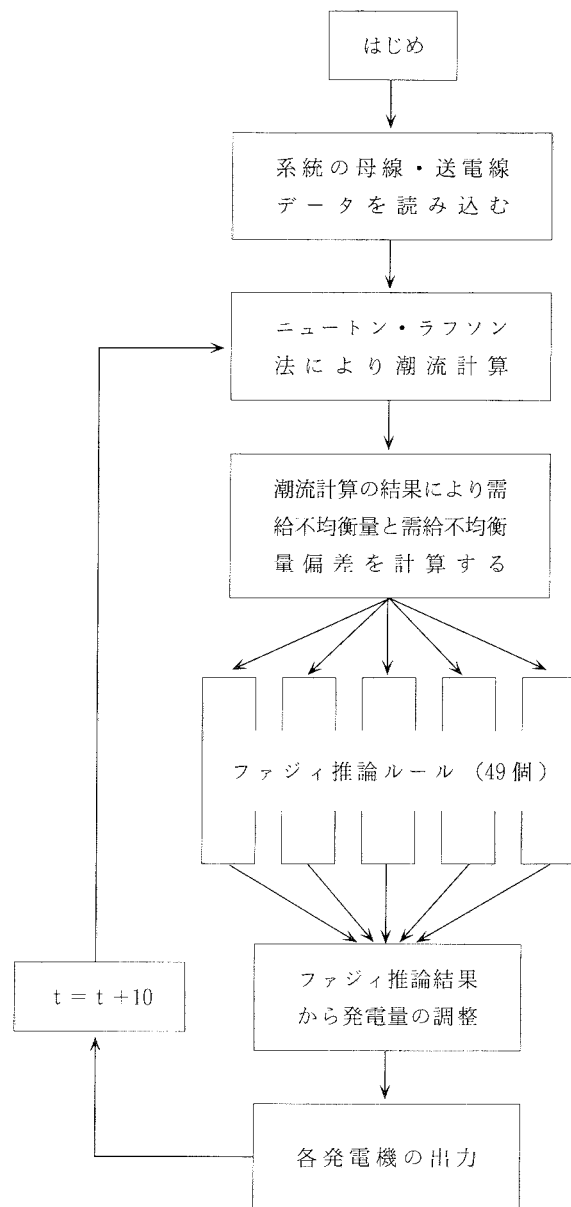 はじめ
系統の母線・送電線
データを読み込む
ニュートン・ラフソン
法により潮流計算
潮流計算の結果により需
給不均衡量と需給不均衡
量偏差を計算する
ファジィ推論ルール（49個）
ファジィ推論結果
から発電量の調整
t = t +10
各発電機の出力